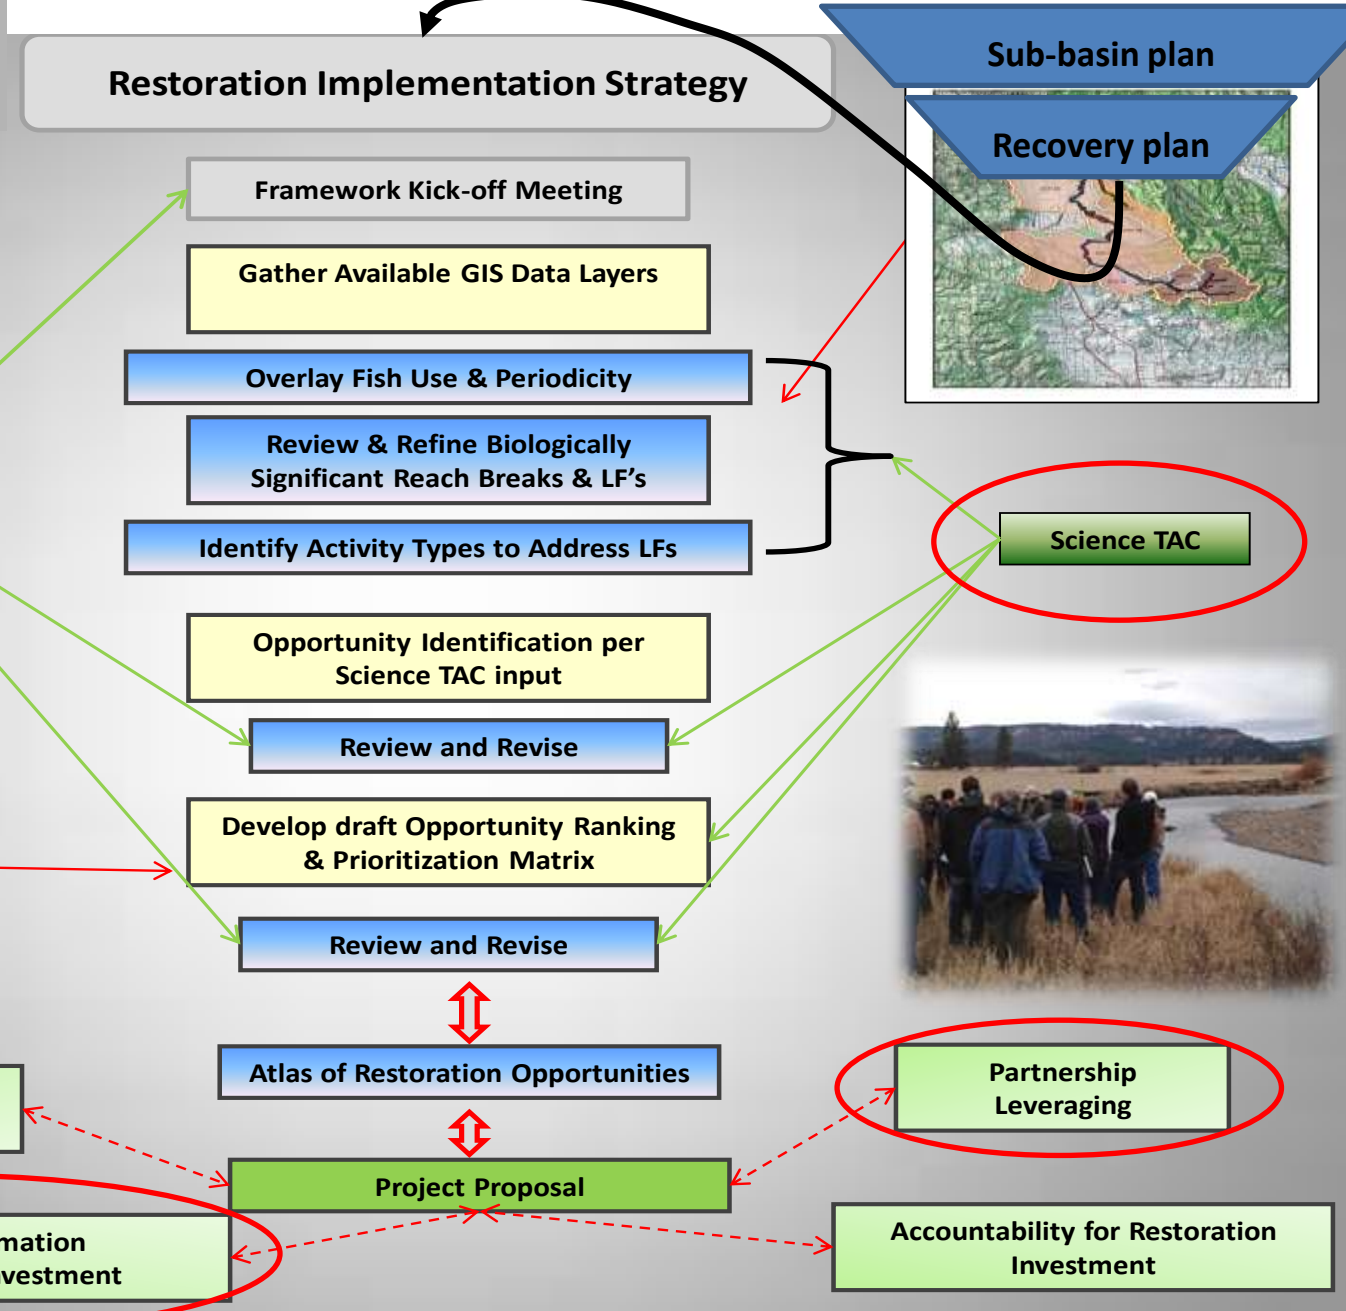 Sub-basin plan
Restoration Implementation Strategy
Recovery plan
Framework Kick-off Meeting
Gather Available GIS Data Layers
Overlay Fish Use & Periodicity
Review & Refine Biologically
Significant Reach Breaks & LF's
Identify Activity Types to Address LFs
Science TAC
Opportunity Identification per
Science TAC input
Review and Revise
Develop draft Opportunity Ranking
& Prioritization Matrix
Review and Revise
Atlas of Restoration Opportunities
Partnership
Leveraging
Project Proposal
mation
vestment
Accountability for Restoration
Investment